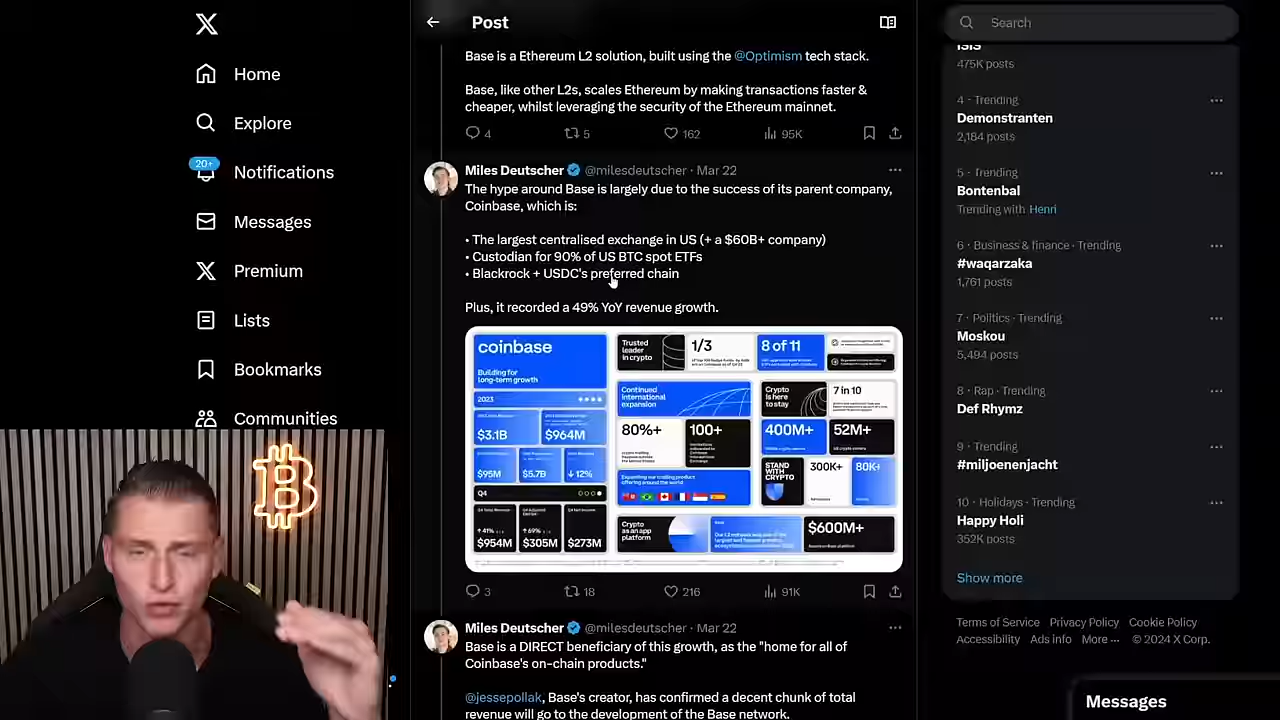 Home
Explore
20+
Notifications
Messages
Premium
Lists
Bookmarks
Communities
Post
Base is a Ethereum L2 solution, built using the @Optimism tech stack.
Base, like other L2s, scales Ethereum by making transactions faster &
cheaper, whilst leveraging the security of the Ethereum mainnet.
4 5 162 95K
Miles Deutscher @milesdeutscher · Mar 22
The hype around Base is largely due to the success of its parent company,
Coinbase, which is:
• The largest centralised exchange in US (+ a $60B+ company)
• Custodian for 90% of US BTC spot ETFs
• Blackrock + USDC's preferred chain
Plus, it recorded a 49% YoY revenue growth.
coinbase
Building for
long-term growth
2023
$3.1B
$964M
$95M
$5.7B
↓12%
Q4
↑41%
$954M
↑69%
$305M
$273M
Trusted
leader
in crypto
1/3
8 of 11
Continued
international
expansion
80%+
100+
Expanding our trading product
offering around the world
Crypto
is here
to stay
7 in 10
400M+
52M+
STAND
WITH
CRYPTO
300K+
80K+
Crypto
as an app
platform
$600M+
3 18 216 91K
Miles Deutscher @milesdeutscher · Mar 22
Base is a DIRECT beneficiary of this growth, as the "home for all of
Coinbase's on-chain products."
@jessepollak, Base's creator, has confirmed a decent chunk of total
revenue will go to the development of the Base network.
Search
ISIS
475K posts
4 · Trending
Demonstranten
2,184 posts
5 · Trending
Bontenbal
Trending with Henri
6 · Business & finance · Trending
#waqarzaka
1,761 posts
7 · Politics · Trending
Moskou
5,494 posts
8 · Rap · Trending
Def Rhymz
9 · Trending
#miljoenenjacht
10 · Holidays · Trending
Happy Holi
352K posts
Show more
Terms of Service Privacy Policy Cookie Policy
Accessibility Ads info More ··· © 2024 X Corp.
Messages